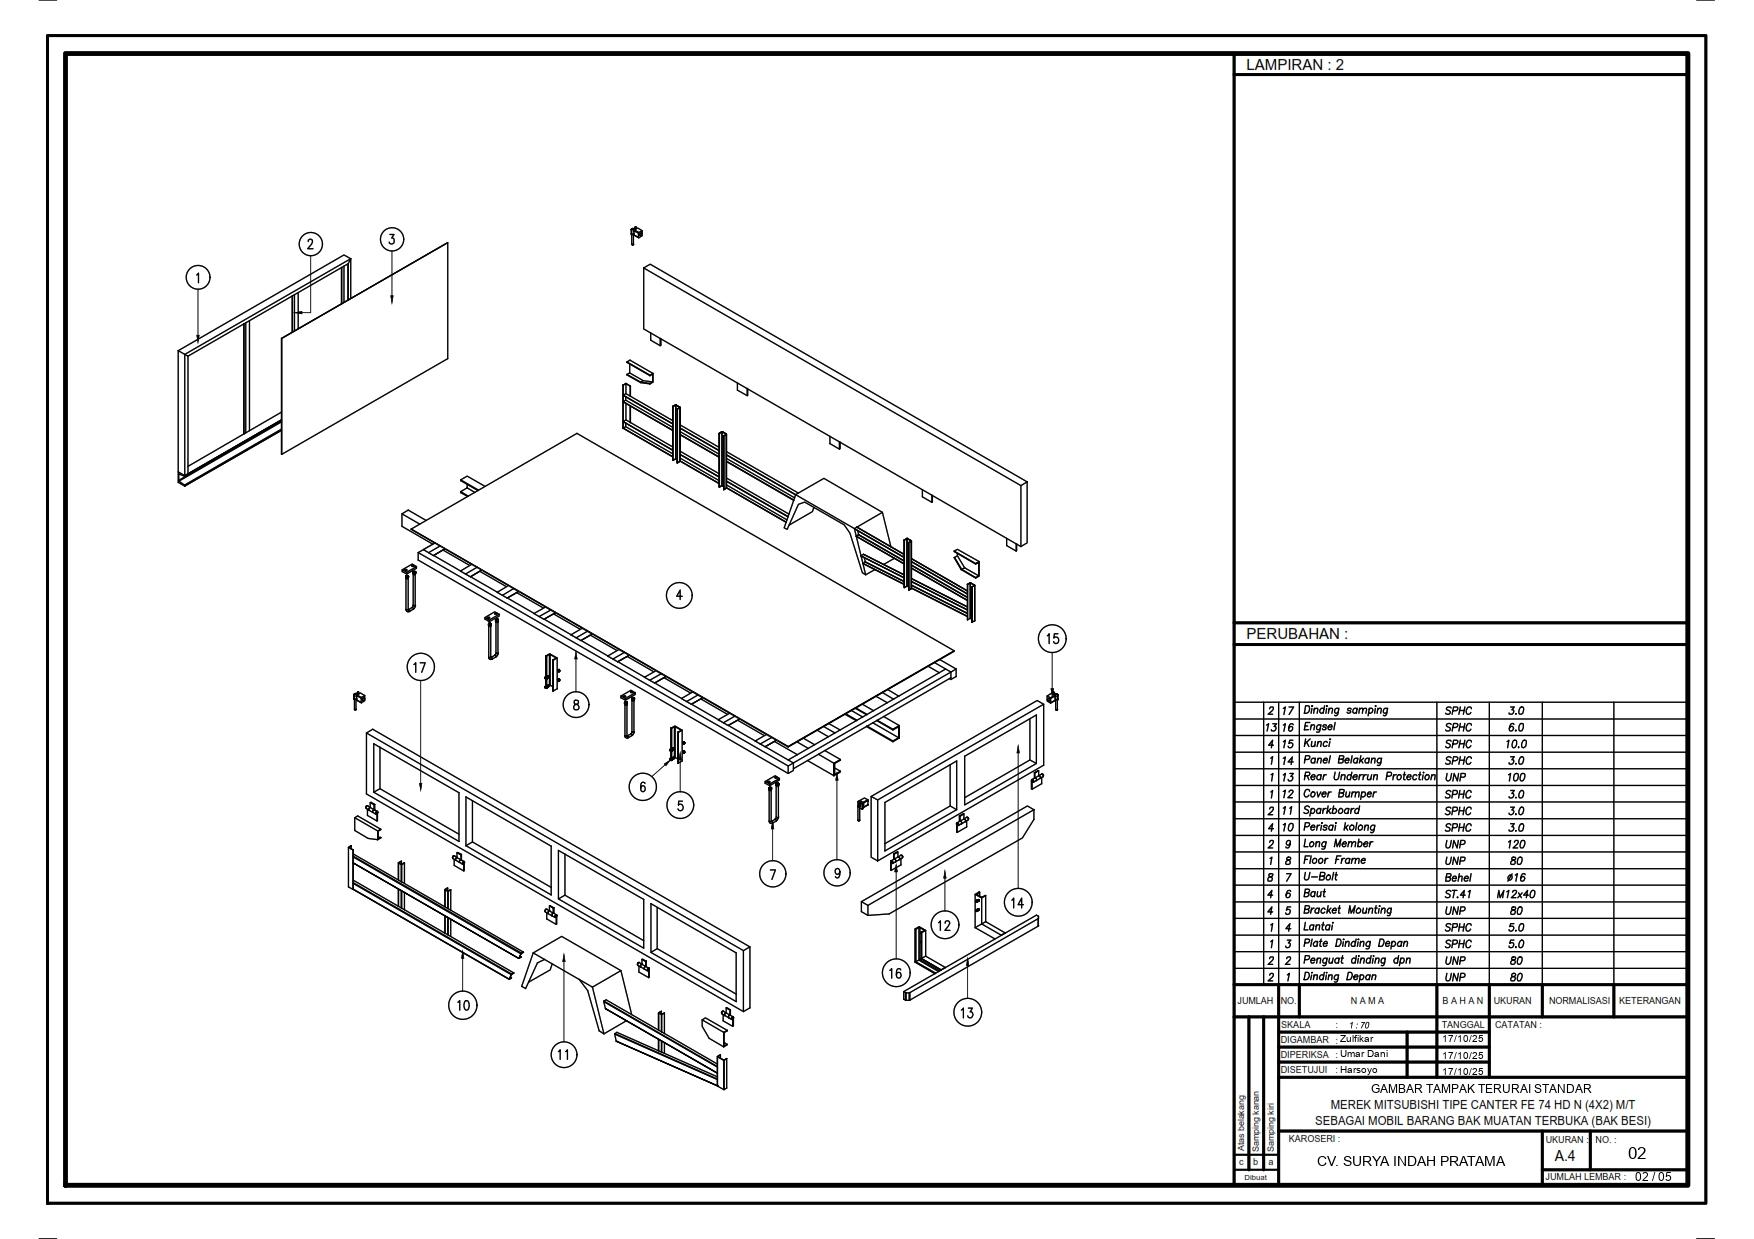 LAMPIRAN : 2
1
2
3
4
15
17
8
6
5
7
9
14
12
16
13
10
11
PERUBAHAN :
2 17 Dinding samping SPHC 3.0
13 16 Engsel SPHC 6.0
4 15 Kunci SPHC 10.0
1 14 Panel Belakang SPHC 3.0
1 13 Rear Underrun Protection UNP 100
1 12 Cover Bumper SPHC 3.0
2 11 Sparkboard SPHC 3.0
4 10 Perisai kolong SPHC 3.0
2 9 Long Member UNP 120
1 8 Floor Frame UNP 80
8 7 U-Bolt Behel ø16
4 6 Baut ST.41 M12x40
4 5 Bracket Mounting UNP 80
1 4 Lantai SPHC 5.0
1 3 Plate Dinding Depan SPHC 5.0
2 2 Penguat dinding dpn UNP 80
2 1 Dinding Depan UNP 80
JUMLAH NO. N A M A B A H A N UKURAN NORMALISASI KETERANGAN
SKALA : 1 : 70 TANGGAL CATATAN :
DIGAMBAR : Zulfikar 17/10/25
DIPERIKSA : Umar Dani 17/10/25
DISETUJUI : Harsoyo 17/10/25
GAMBAR TAMPAK TERURAI STANDAR
MEREK MITSUBISHI TIPE CANTER FE 74 HD N (4X2) M/T
SEBAGAI MOBIL BARANG BAK MUATAN TERBUKA (BAK BESI)
Atas belakang
Samping kanan
Samping kiri
c b a
Dibuat
KAROSERI :
CV. SURYA INDAH PRATAMA
UKURAN : NO. :
A.4 02
JUMLAH LEMBAR : 02 / 05